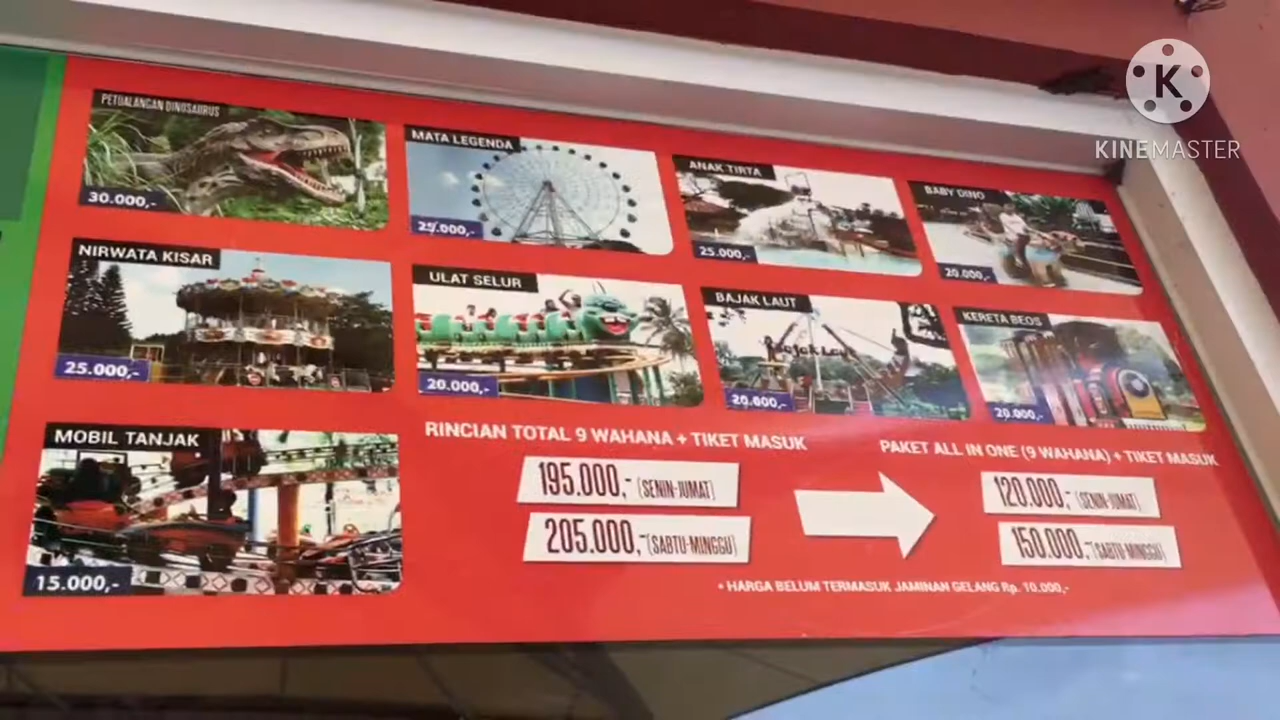 PETUALANGAN DINOSAURUS
30.000,-
MATA LEGENDA
25.000,-
ANAK TIRTA
25.000,-
BABY DINO
20.000,-
NIRWATA KISAR
25.000,-
ULAT SELUR
20.000,-
BAJAK LAUT
20.000,-
KERETA BEOS
20.000,-
MOBIL TANJAK
15.000,-
RINCIAN TOTAL 9 WAHANA + TIKET MASUK
195.000,- (SENIN-JUMAT)
205.000,- (SABTU-MINGGU)
PAKET ALL IN ONE (9 WAHANA) + TIKET MASUK
120.000,- (SENIN-JUMAT)
150.000,- (SABTU-MINGGU)
* HARGA BELUM TERMASUK JAMINAN GELANG Rp. 10.000,-
K
KINEMASTER